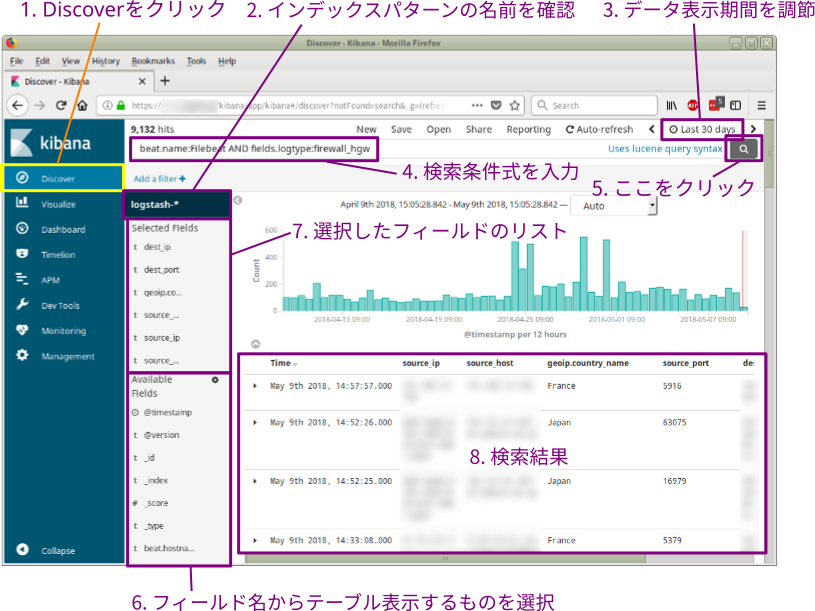 1. Discoverをクリック
2. インデックスパターンの名前を確認
3. データ表示期間を調節
Discover - Kibana - Mozilla Firefox
File Edit View History Bookmarks Tools Help
Discover - Kibana
https:// /kibana.app/kibana#/discover?notFound=search&_g=(refres
Search
5
kibana
9,132 hits
New Save Open Share Reporting Auto-refresh Last 30 days
beat.name:Filebeat AND fields.logtype:firewall_hgw
Uses lucene query syntax
4. 検索条件式を入力
5. ここをクリック
Discover
Visualize
Dashboard
Timelion
APM
Dev Tools
Monitoring
Management
Collapse
Add a filter +
logstash-*
Selected Fields
t dest_ip
t dest_port
t geoip.co...
t source_...
t source_ip
t source_...
Available Fields
@timestamp
t @version
t _id
t _index
# _score
t _type
t beat.hostna...
7. 選択したフィールドのリスト
April 9th 2018, 15:05:28.842 - May 9th 2018, 15:05:28.842 —
Auto
Count
600
400
200
0
2018-04-13 09:00 2018-04-19 09:00 2018-04-25 09:00 2018-05-01 09:00 2018-05-07 09:00
@timestamp per 12 hours
Time source_ip source_host geoip.country_name source_port de
May 9th 2018, 14:57:57.000 France 5916
May 9th 2018, 14:52:26.000 Japan 63075
8. 検索結果
May 9th 2018, 14:52:25.000 Japan 16979
May 9th 2018, 14:33:08.000 France 5379
6. フィールド名からテーブル表示するものを選択